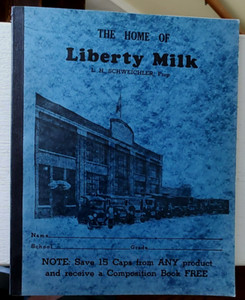 THE HOME OF
Liberty Milk
L. H. SCHWEICHLER, Prop.
Name
School Grade
NOTE: Save 15 Caps from ANY product
and receive a Composition Book FREE